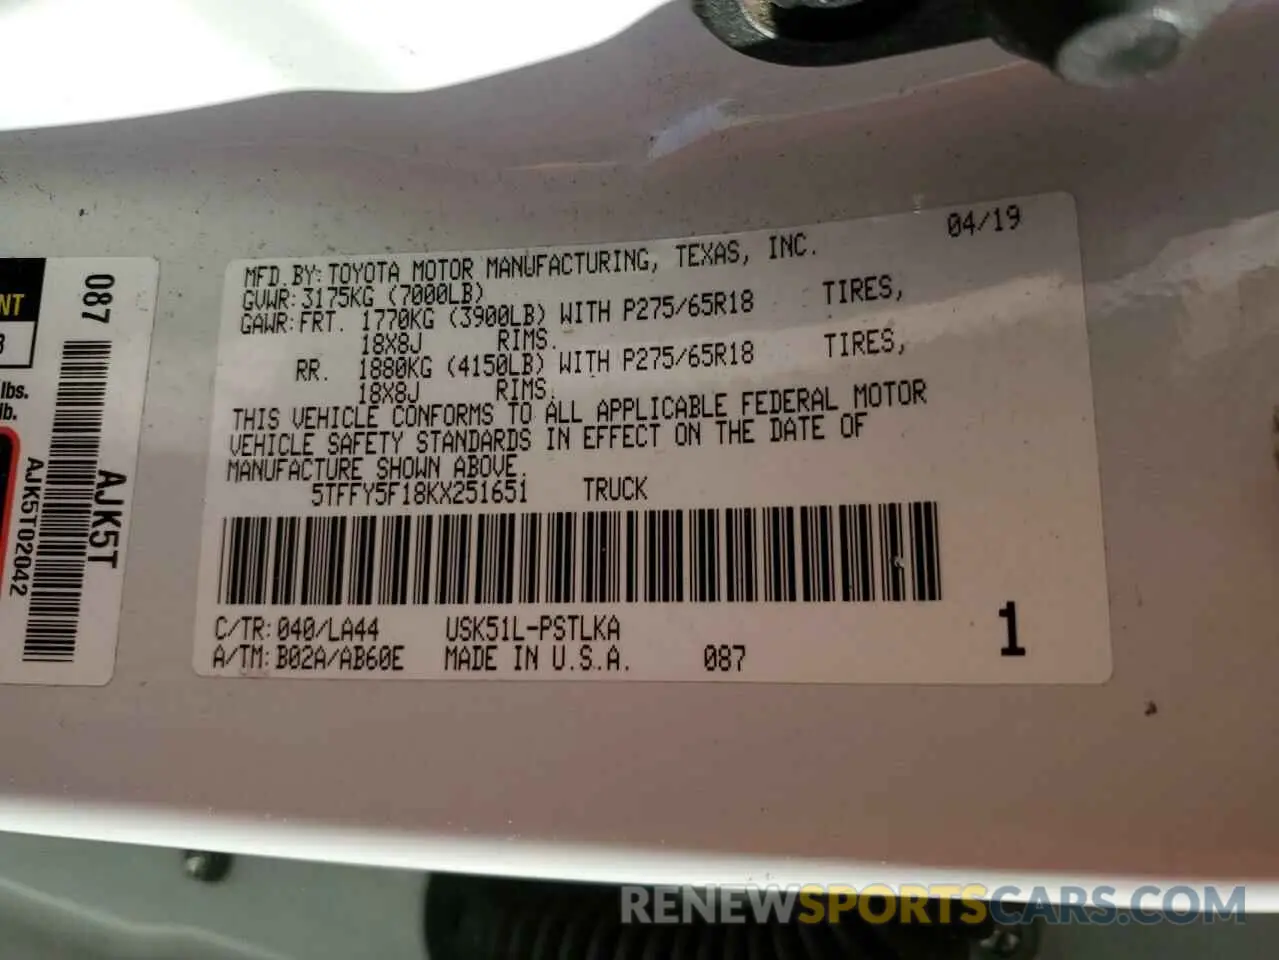 MFD.BY: TOYOTA MOTOR MANUFACTURING, TEXAS, INC. 04/19
GVWR: 3175KG (7000LB)
GAWR: FRT. 1770KG (3900LB) WITH P275/65R18 TIRES,
18X8J RIMS.
RR. 1880KG (4150LB) WITH P275/65R18 TIRES,
18X8J RIMS.
THIS VEHICLE CONFORMS TO ALL APPLICABLE FEDERAL MOTOR
VEHICLE SAFETY STANDARDS IN EFFECT ON THE DATE OF
MANUFACTURE SHOWN ABOVE.
5TFFY5F18KX251651 TRUCK
C/TR: 040/LA44 USK51L-PSTLKA
A/TM: B02A/AB60E MADE IN U.S.A. 087
1
087
AJK5T
AJK5T02042
NT
lbs.
lb.
RENEWSPORTSCARS.COM